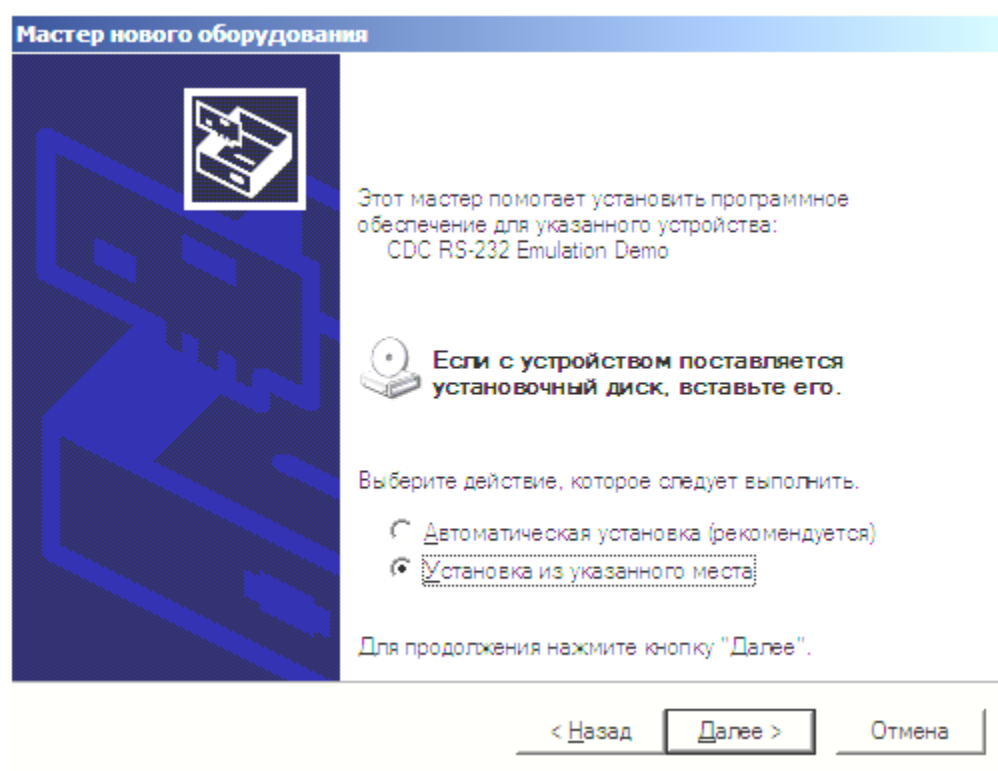 Мастер нового оборудования
Этот мастер помогает установить программное
обеспечение для указанного устройства:
CDC RS-232 Emulation Demo
Если с устройством поставляется
установочный диск, вставьте его.
Выберите действие, которое следует выполнить.
Автоматическая установка (рекомендуется)
Установка из указанного места
Для продолжения нажмите кнопку "Далее".
< Назад Далее > Отмена